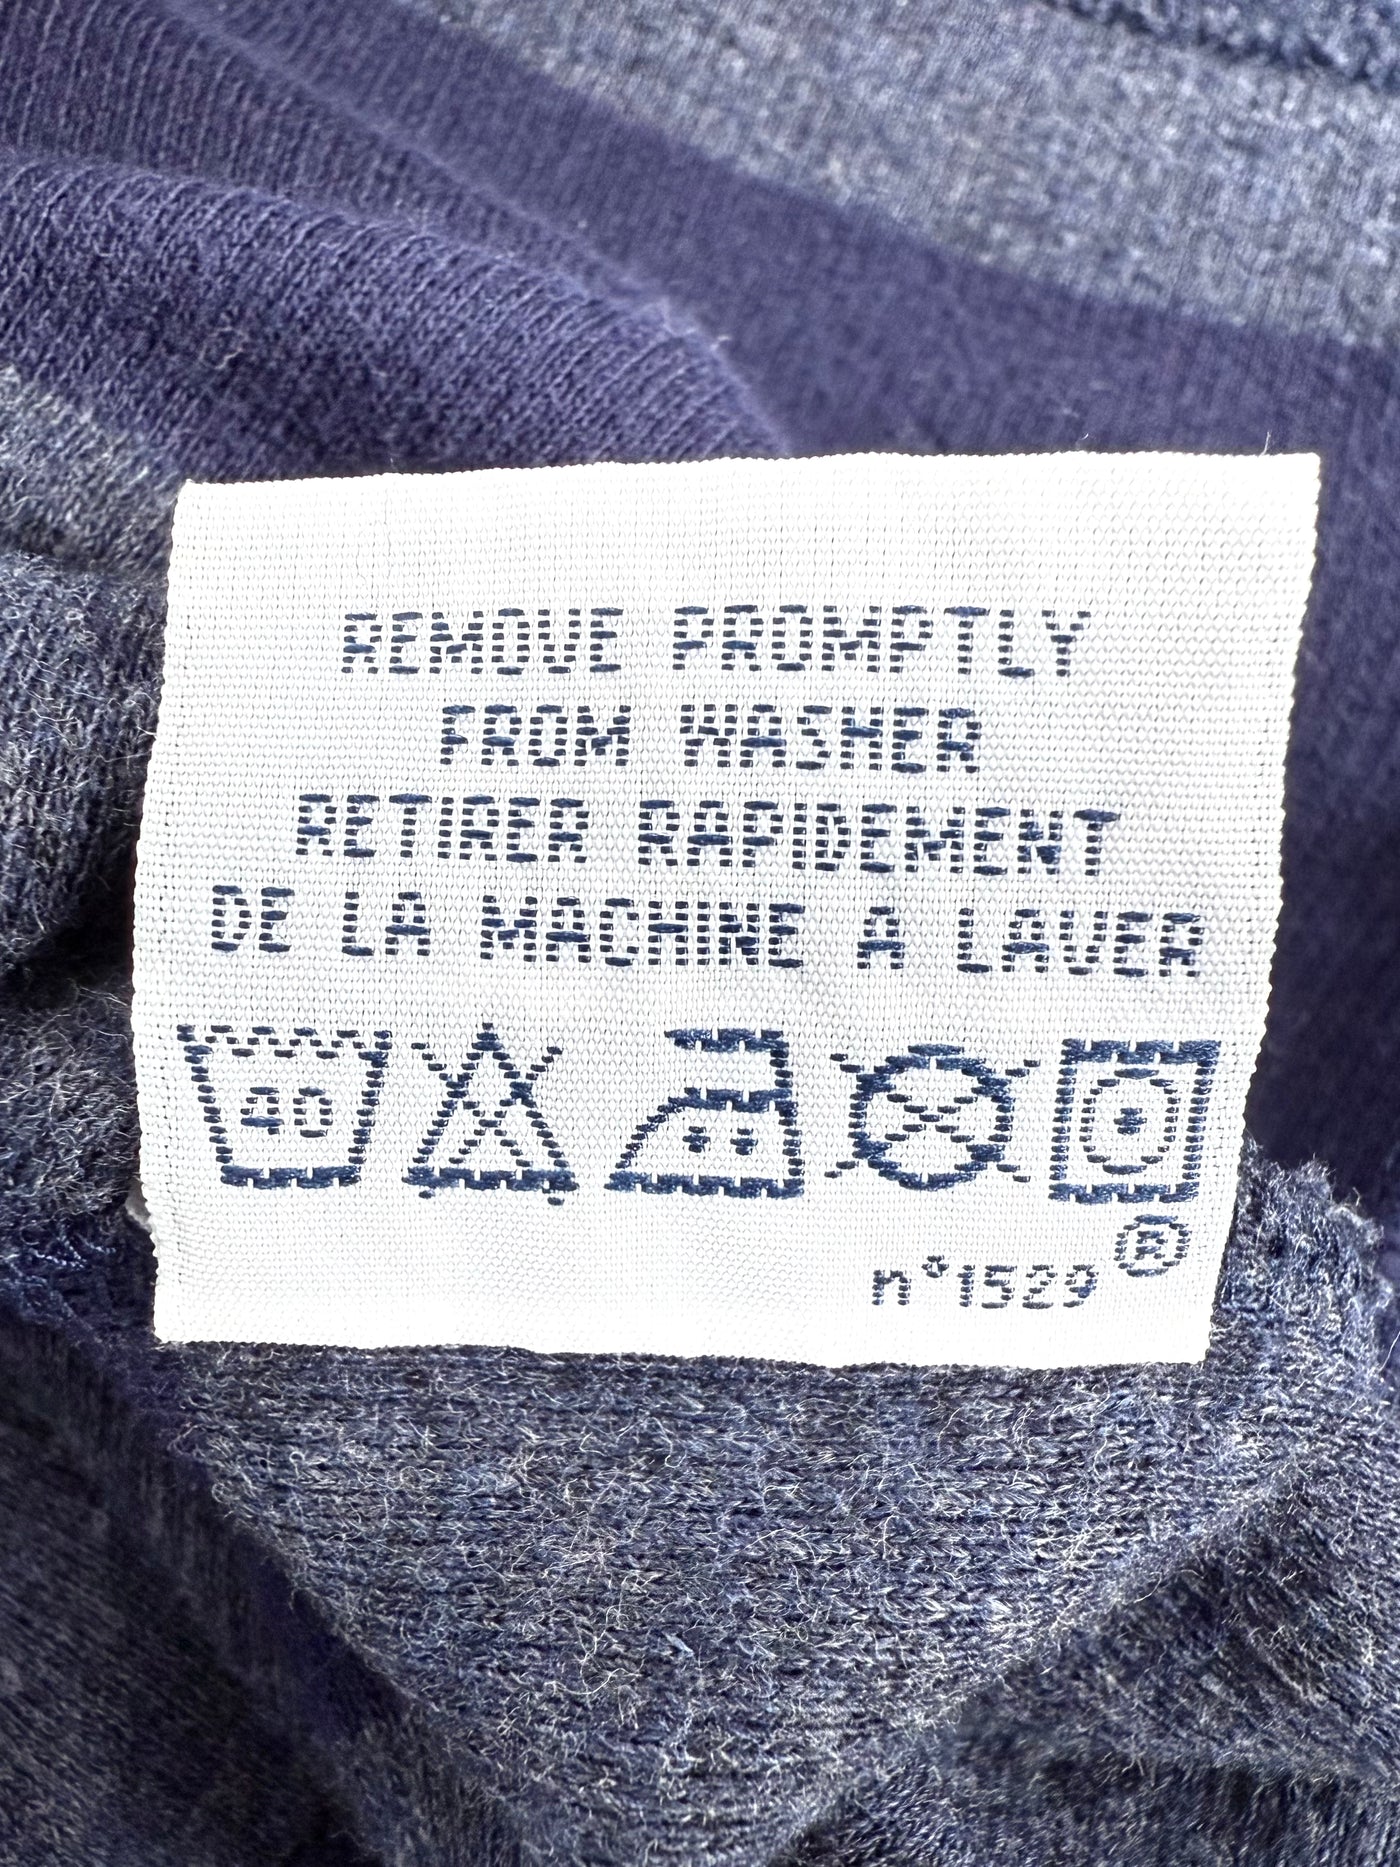 REMOVE PROMPTLY
FROM WASHER
RETIRER RAPIDEMENT
DE LA MACHINE A LAVER
40
n°1529 ®